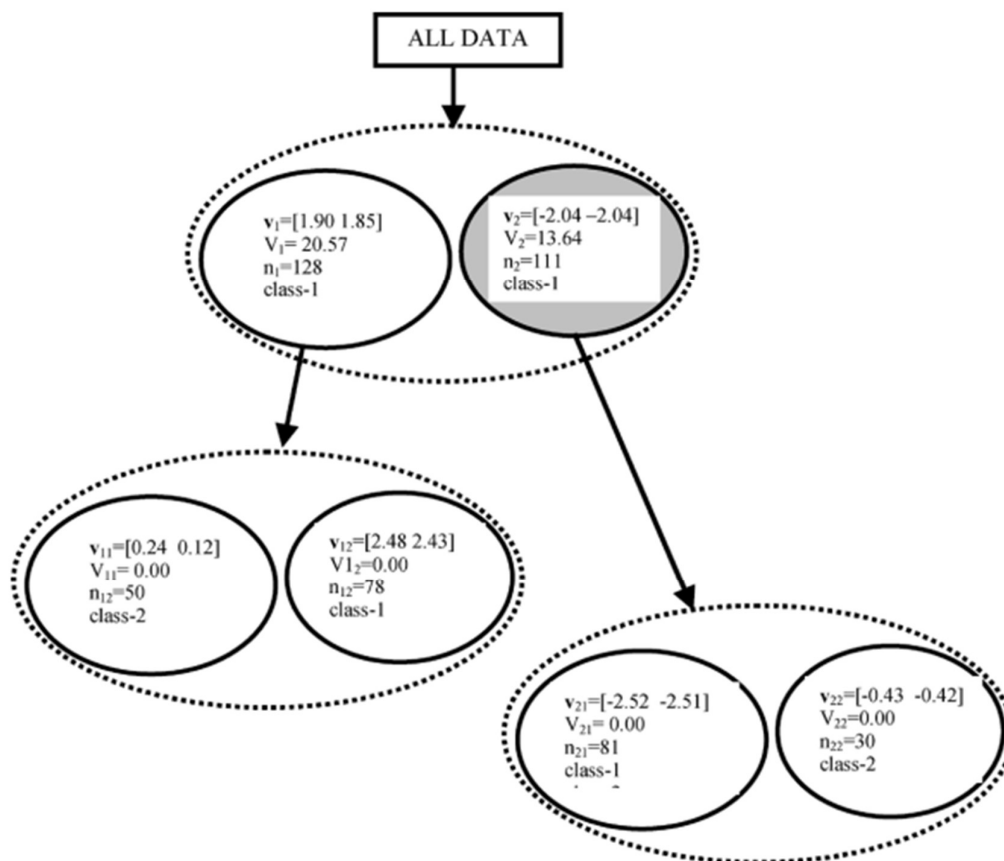 ALL DATA
v₁=[1.90 1.85]
V₁= 20.57
n₁=128
class-1
v₂=[-2.04 –2.04]
V₂=13.64
n₂=111
class-1
v₁₁=[0.24 0.12]
V₁₁= 0.00
n₁₂=50
class-2
v₁₂=[2.48 2.43]
V1₂=0.00
n₁₂=78
class-1
v₂₁=[-2.52 -2.51]
V₂₁= 0.00
n₂₁=81
class-1
v₂₂=[-0.43 -0.42]
V₂₂=0.00
n₂₂=30
class-2